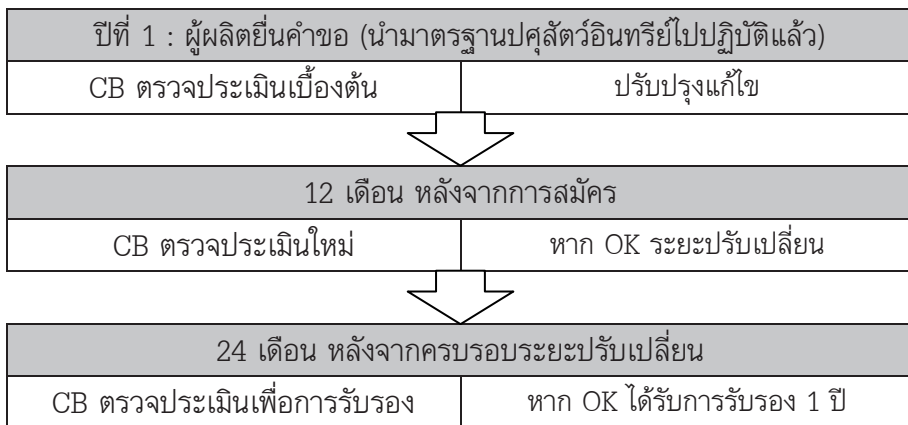 ปีที่ 1 : ผู้ผลิตยื่นคำขอ (นำมาตรฐานปศุสัตว์อินทรีย์ไปปฏิบัติแล้ว)
CB ตรวจประเมินเบื้องต้น ปรับปรุงแก้ไข
12 เดือน หลังจากการสมัคร
CB ตรวจประเมินใหม่ หาก OK ระยะปรับเปลี่ยน
24 เดือน หลังจากครบรอบระยะปรับเปลี่ยน
CB ตรวจประเมินเพื่อการรับรอง หาก OK ได้รับการรับรอง 1 ปี